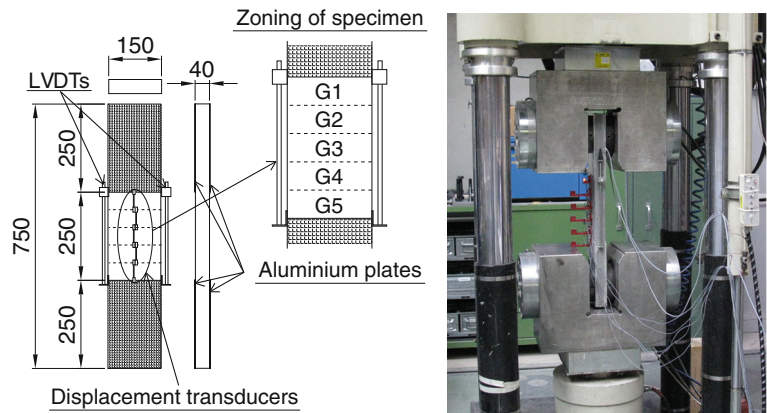 Zoning of specimen
150
LVDTs
40
G1
G2
G3
G4
G5
250
250
250
750
Aluminium plates
Displacement transducers